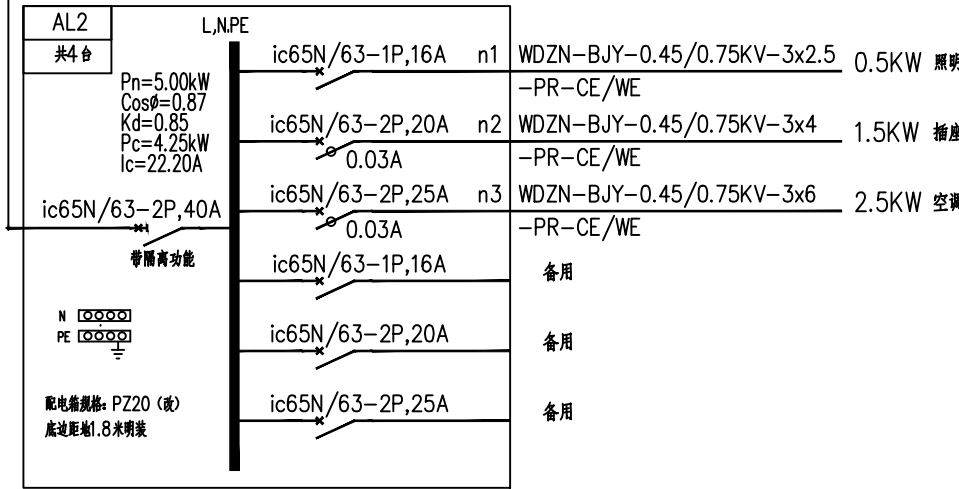 AL2
共4台
L,N.PE
Pn=5.00kW
CosØ=0.87
Kd=0.85
Pc=4.25kW
Ic=22.20A
ic65N/63-2P,40A
带隔离功能
N
PE
配电箱规格: PZ20 (改)
底边距地1.8米明装
ic65N/63-1P,16A n1 WDZN-BJY-0.45/0.75KV-3x2.5 0.5KW 照明
-PR-CE/WE
ic65N/63-2P,20A n2 WDZN-BJY-0.45/0.75KV-3x4 1.5KW 插座
0.03A -PR-CE/WE
ic65N/63-2P,25A n3 WDZN-BJY-0.45/0.75KV-3x6 2.5KW 空调
0.03A -PR-CE/WE
ic65N/63-1P,16A 备用
ic65N/63-2P,20A 备用
ic65N/63-2P,25A 备用